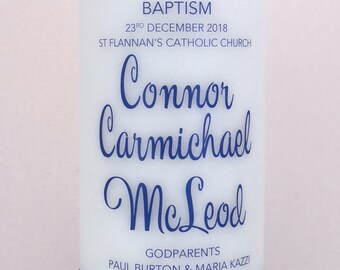 BAPTISM
23RD DECEMBER 2018
ST FLANNAN'S CATHOLIC CHURCH
Connor
Carmichael
McLeod
GODPARENTS
PAUL BURTON & MARIA KAZZI